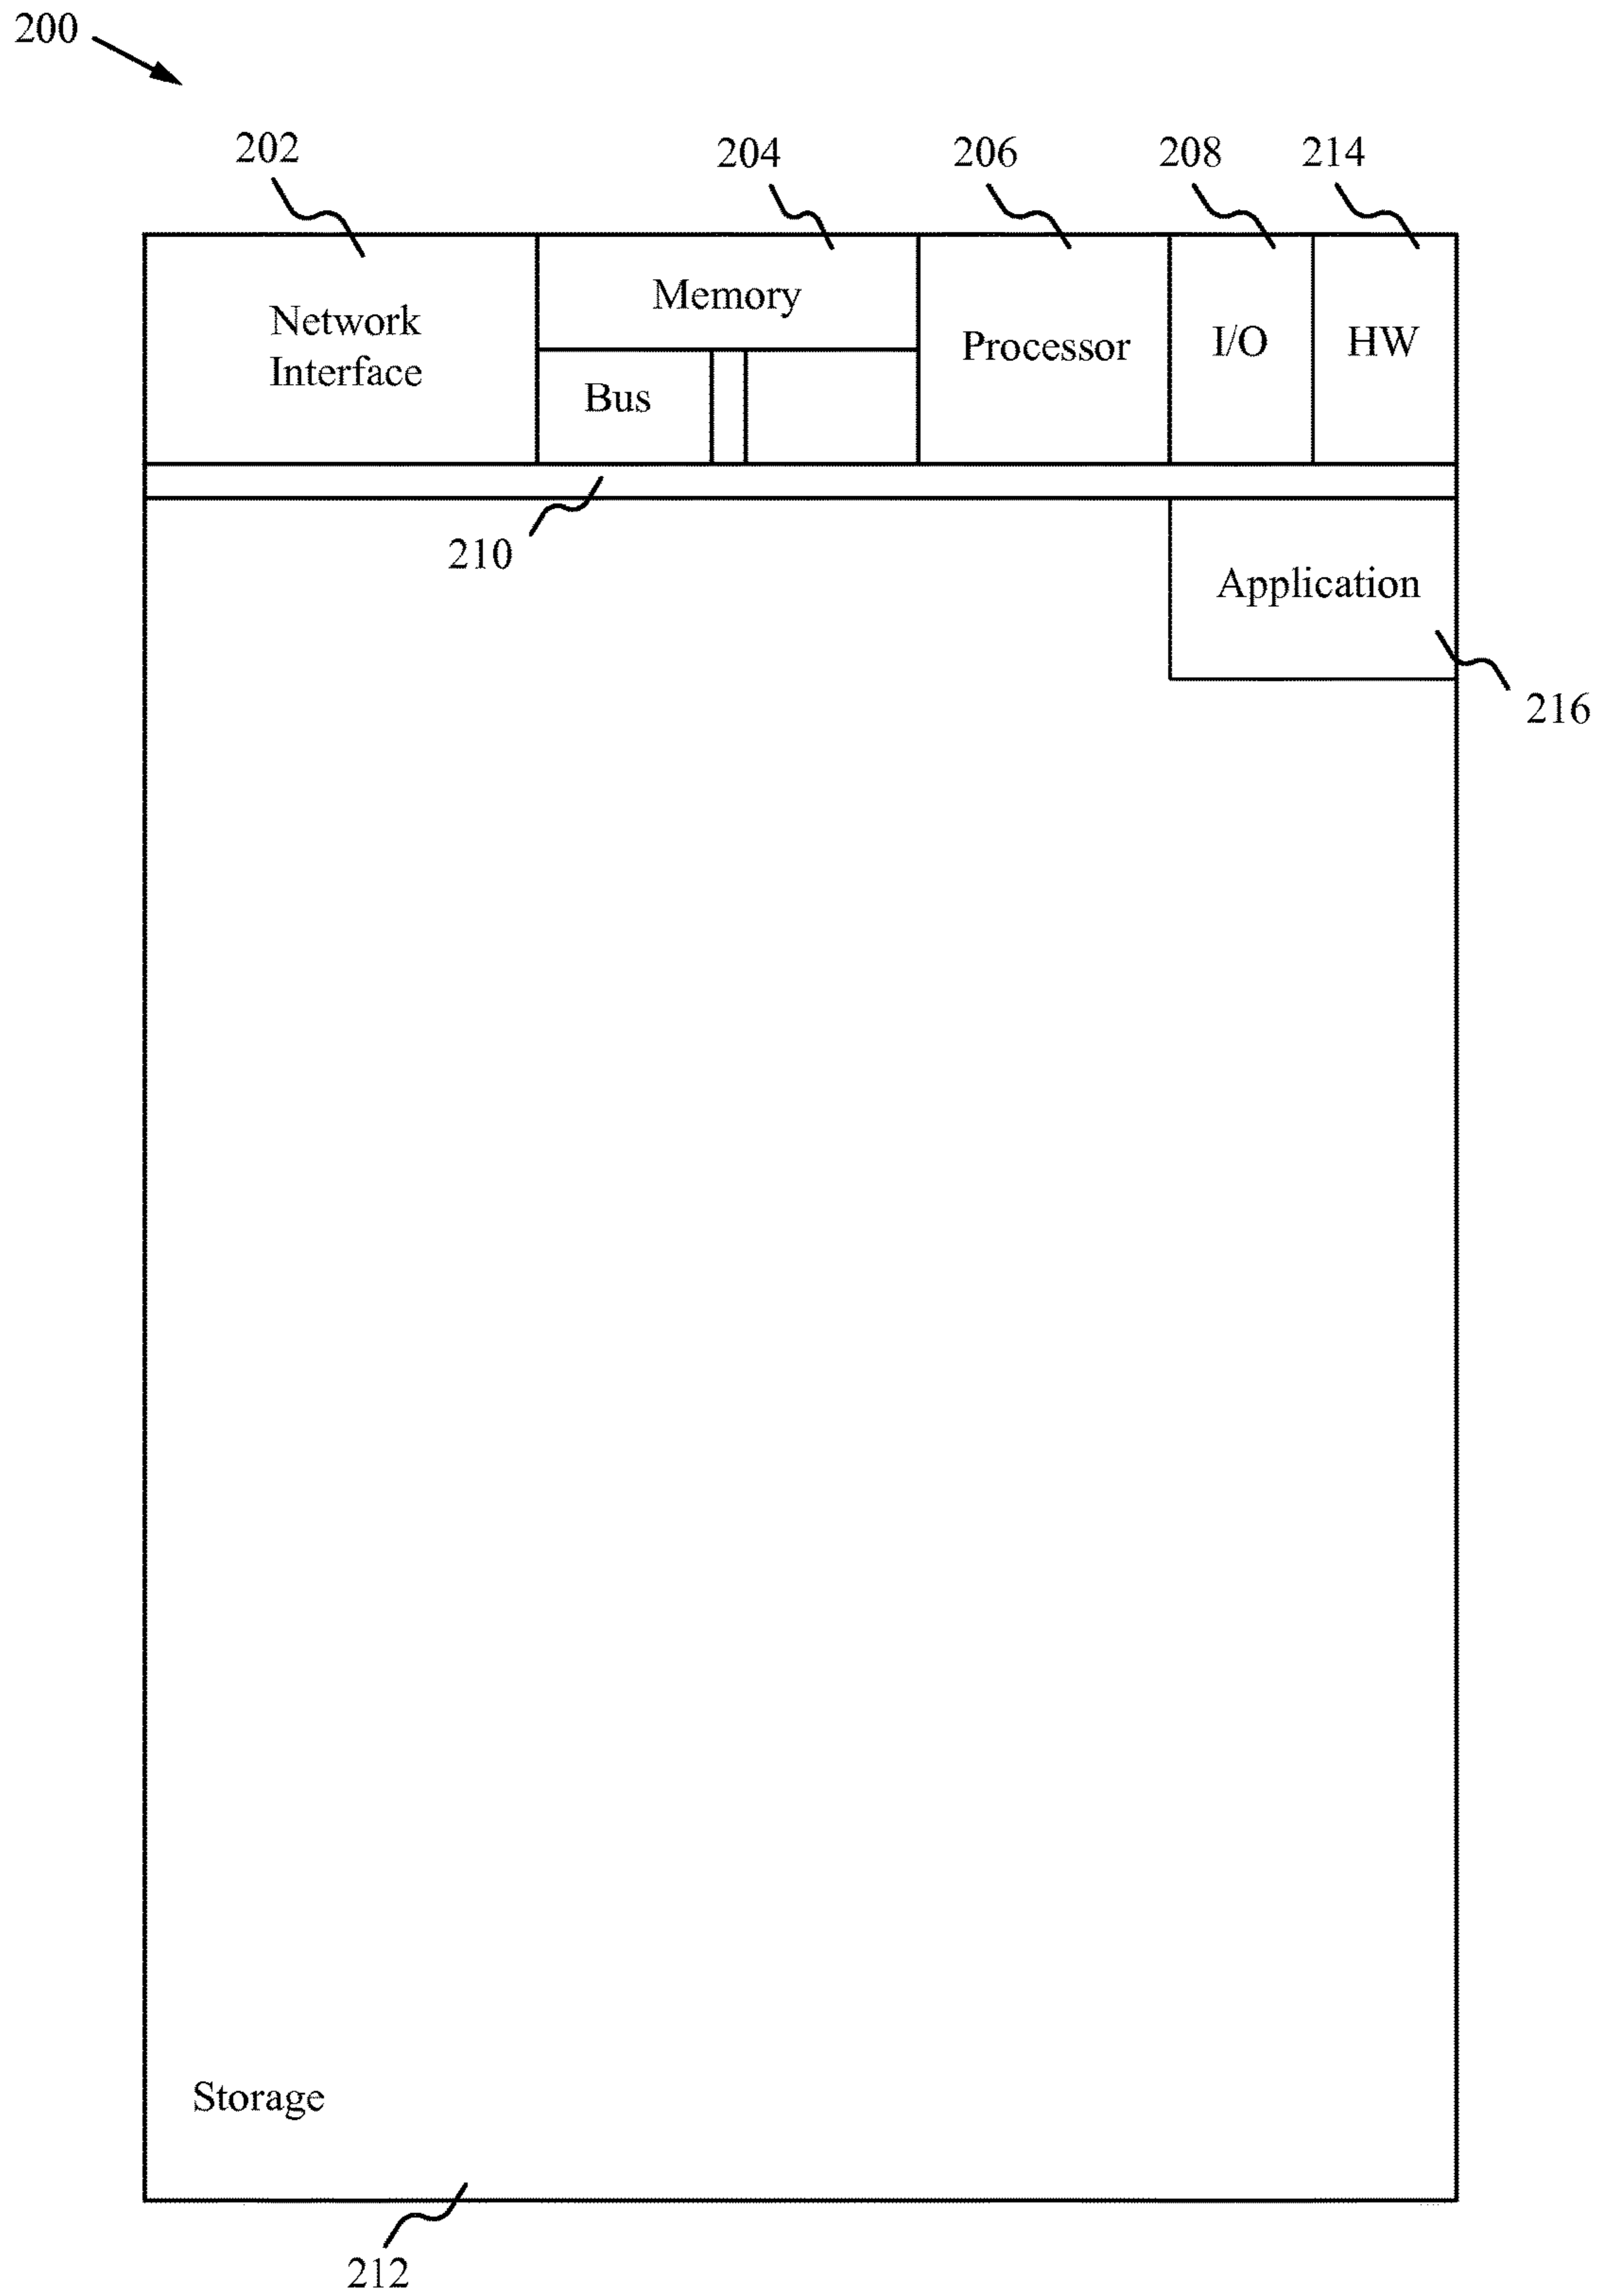 200
202
204
206
208
214
Network
Interface
Memory
Processor
I/O
HW
Bus
210
Application
216
Storage
212